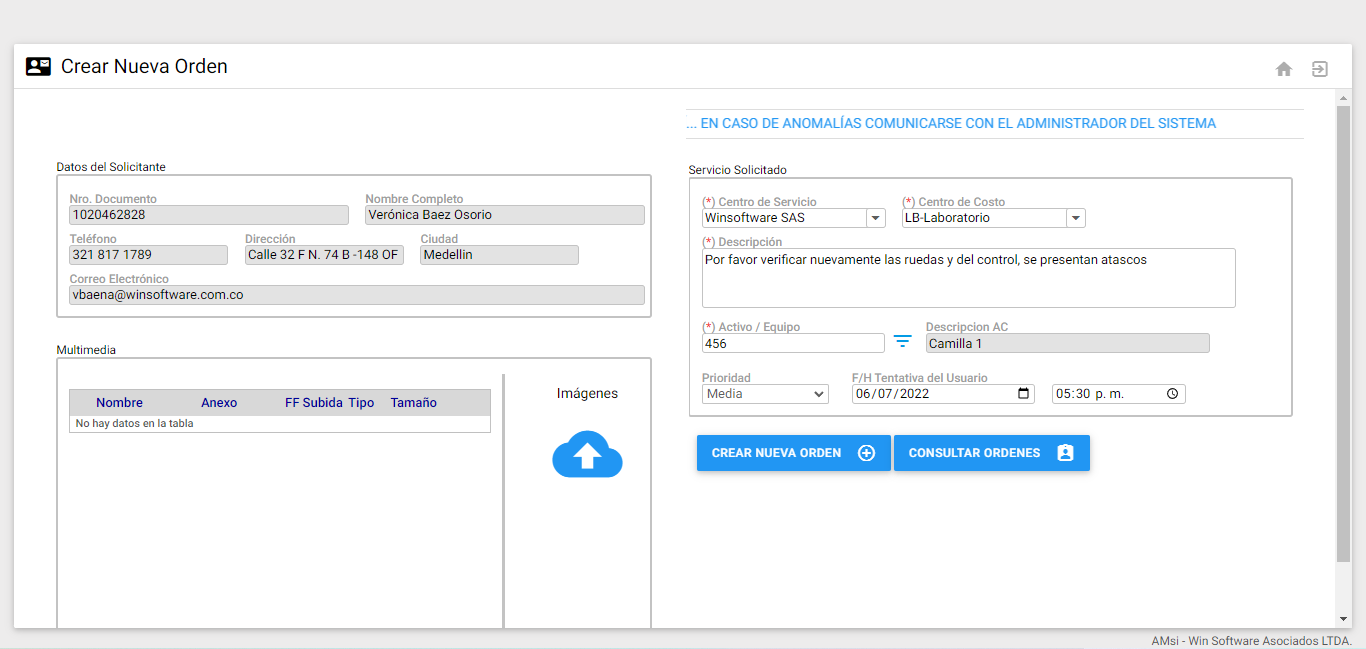 Crear Nueva Orden
... EN CASO DE ANOMALÍAS COMUNICARSE CON EL ADMINISTRADOR DEL SISTEMA
Datos del Solicitante
Nro. Documento Nombre Completo
1020462828 Verónica Baez Osorio
Teléfono Dirección Ciudad
321 817 1789 Calle 32 F N. 74 B -148 OF Medellin
Correo Electrónico
vbaena@winsoftware.com.co
Multimedia
Nombre Anexo FF Subida Tipo Tamaño
No hay datos en la tabla
Imágenes
Servicio Solicitado
(*) Centro de Servicio (*) Centro de Costo
Winsoftware SAS LB-Laboratorio
(*) Descripción
Por favor verificar nuevamente las ruedas y del control, se presentan atascos
(*) Activo / Equipo Descripcion AC
456 Camilla 1
Prioridad F/H Tentativa del Usuario
Media 06/07/2022 05:30 p. m.
CREAR NUEVA ORDEN CONSULTAR ORDENES
AMsi - Win Software Asociados LTDA.